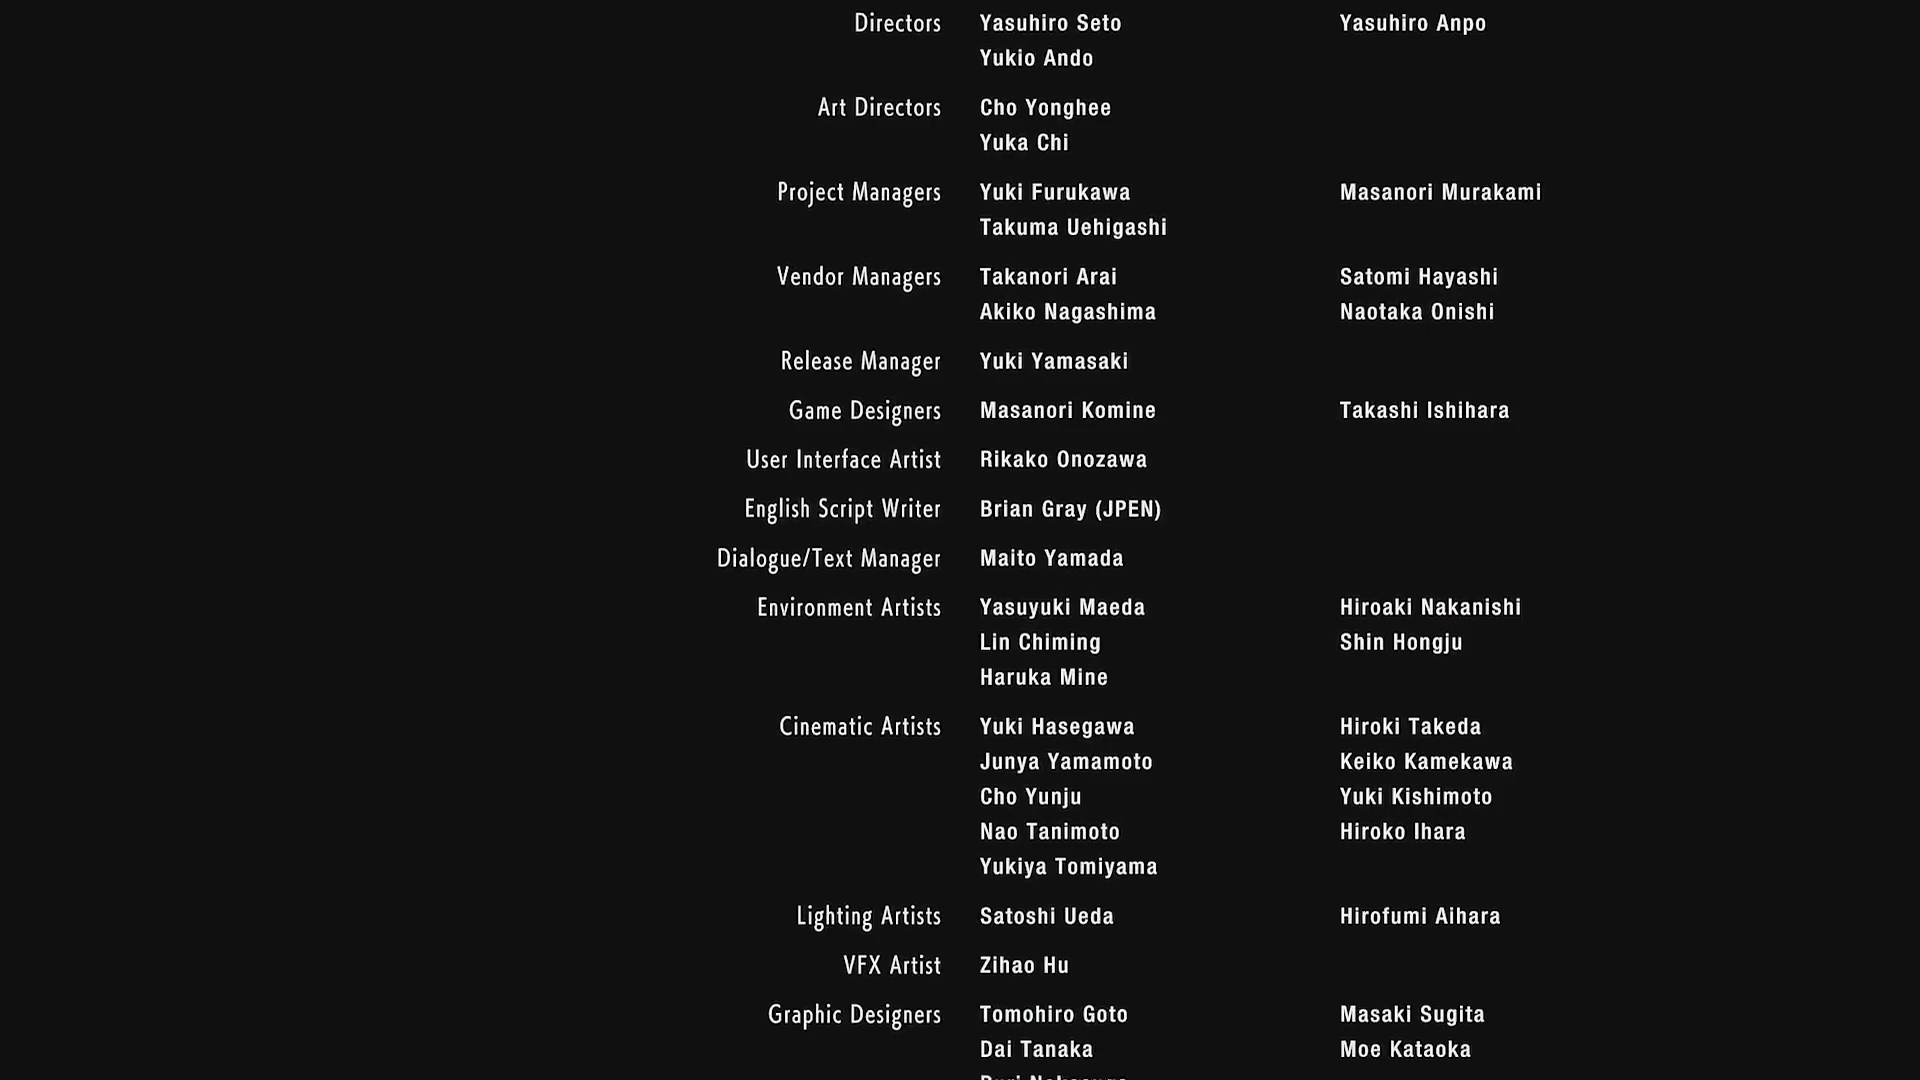 Directors Yasuhiro Seto Yasuhiro Anpo
Yukio Ando
Art Directors Cho Yonghee
Yuka Chi
Project Managers Yuki Furukawa Masanori Murakami
Takuma Uehigashi
Vendor Managers Takanori Arai Satomi Hayashi
Akiko Nagashima Naotaka Onishi
Release Manager Yuki Yamasaki
Game Designers Masanori Komine Takashi Ishihara
User Interface Artist Rikako Onozawa
English Script Writer Brian Gray (JPEN)
Dialogue/Text Manager Maito Yamada
Environment Artists Yasuyuki Maeda Hiroaki Nakanishi
Lin Chiming Shin Hongju
Haruka Mine
Cinematic Artists Yuki Hasegawa Hiroki Takeda
Junya Yamamoto Keiko Kamekawa
Cho Yunju Yuki Kishimoto
Nao Tanimoto Hiroko Ihara
Yukiya Tomiyama
Lighting Artists Satoshi Ueda Hirofumi Aihara
VFX Artist Zihao Hu
Graphic Designers Tomohiro Goto Masaki Sugita
Dai Tanaka Moe Kataoka